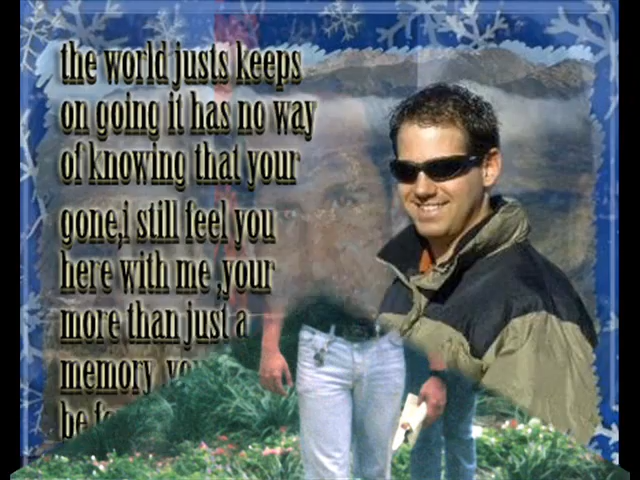 the world justs keeps
on going it has no way
of knowing that your
gone,i still feel you
here with me ,your
more than just a
memory
be